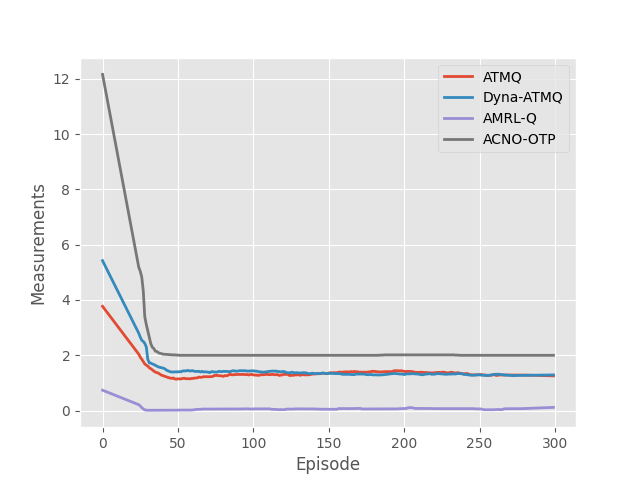 ATMQ
Dyna-ATMQ
AMRL-Q
ACNO-OTP
Measurements
12
10
8
6
4
2
0
0 50 100 150 200 250 300
Episode